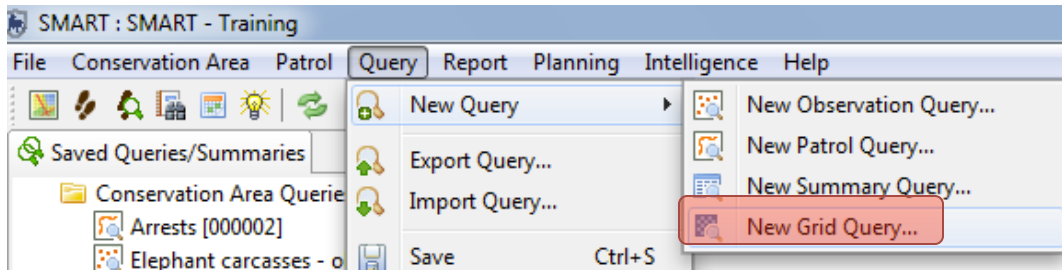 SMART : SMART - Training
File Conservation Area Patrol Query Report Planning Intelligence Help
New Query
New Observation Query...
New Patrol Query...
New Summary Query...
New Grid Query...
Export Query...
Import Query...
Save Ctrl+S
Saved Queries/Summaries
Conservation Area Querie
Arrests [000002]
Elephant carcasses - o